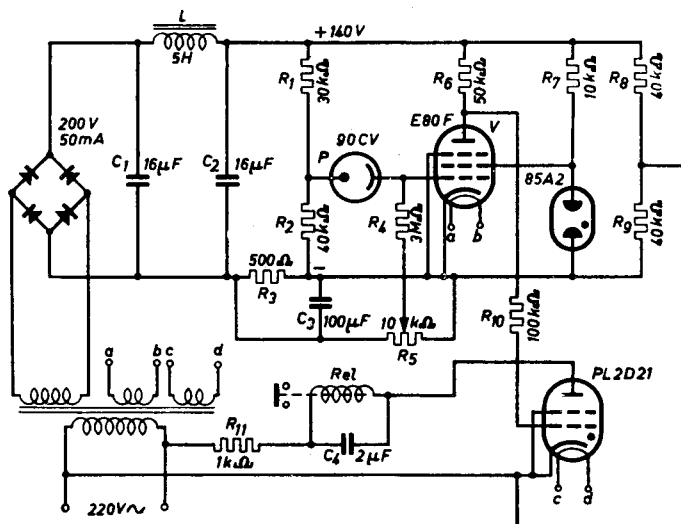 L
5H
+140V
R1
30kΩ
R6
50kΩ
R7
10kΩ
R8
40kΩ
200V
50mA
C1
16µF
C2
16µF
P
90CV
E80F
V
85A2
R2
40kΩ
R4
3MΩ
a
b
R9
40kΩ
500Ω
R3
–
C3
100µF
10 kΩ
R5
R10
100kΩ
a
b
c
d
Rel
PL2D21
R11
1kΩ
C4
2µF
c
d
220V~